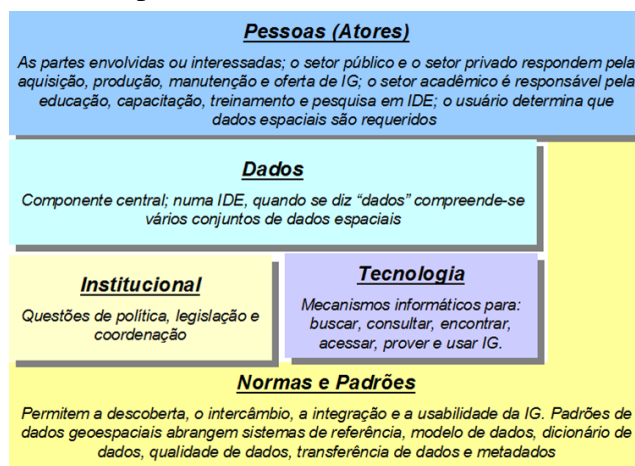 Pessoas (Atores)
As partes envolvidas ou interessadas; o setor público e o setor privado respondem pela
aquisição, produção, manutenção e oferta de IG; o setor acadêmico é responsável pela
educação, capacitação, treinamento e pesquisa em IDE; o usuário determina que
dados espaciais são requeridos
Dados
Componente central; numa IDE, quando se diz “dados” compreende-se
vários conjuntos de dados espaciais
Institucional
Questões de política, legislação e
coordenação
Tecnologia
Mecanismos informáticos para:
buscar, consultar, encontrar,
acessar, prover e usar IG.
Normas e Padrões
Permitem a descoberta, o intercâmbio, a integração e a usabilidade da IG. Padrões de
dados geoespaciais abrangem sistemas de referência, modelo de dados, dicionário de
dados, qualidade de dados, transferência de dados e metadados